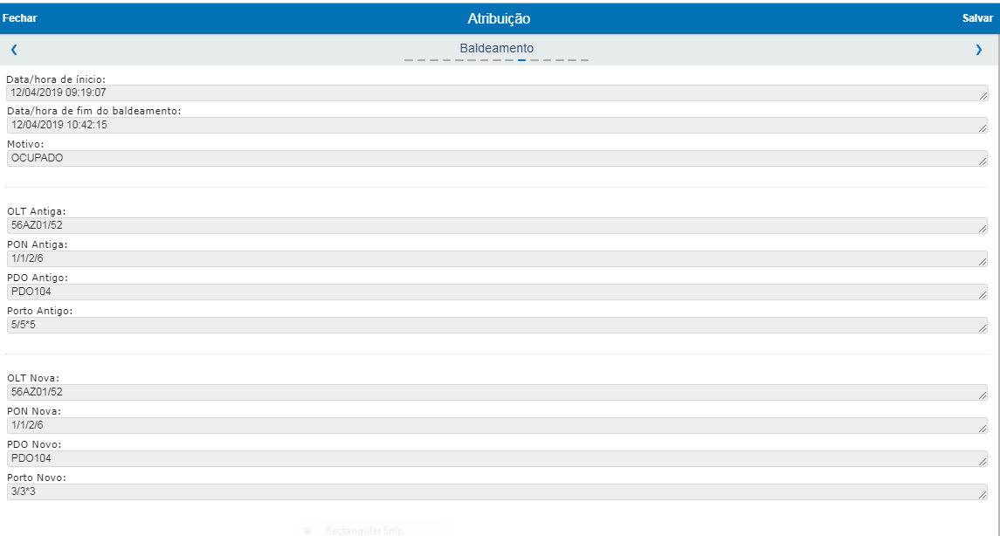 Fechar Atribuição Salvar
Baldeamento
Data/hora de ínicio:
12/04/2019 09:19:07
Data/hora de fim do baldeamento:
12/04/2019 10:42:15
Motivo:
OCUPADO
OLT Antiga:
56AZ01/52
PON Antiga:
1/1/2/6
PDO Antigo:
PDO104
Porto Antigo:
5/5*5
OLT Nova:
56AZ01/52
PON Nova:
1/1/2/6
PDO Novo:
PDO104
Porto Novo:
3/3*3
Rectangular Snip